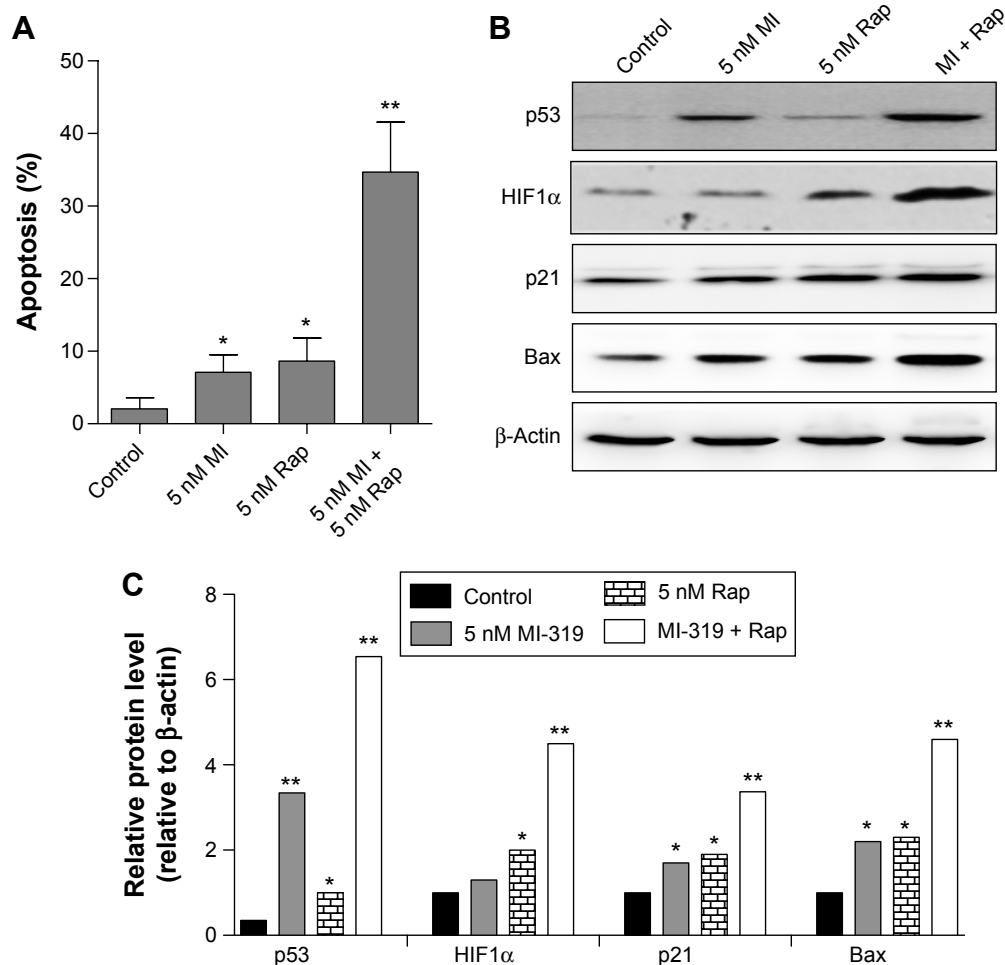 A
Apoptosis (%)
50
40
30
20
10
0
*
*
**
Control
5 nM MI
5 nM Rap
5 nM MI +
5 nM Rap
B
Control
5 nM MI
5 nM Rap
MI + Rap
p53
HIF1α
p21
Bax
β-Actin
C
Relative protein level
(relative to β-actin)
8
6
4
2
0
Control
5 nM MI-319
5 nM Rap
MI-319 + Rap
**
*
**
*
**
*
*
**
*
*
**
p53
HIF1α
p21
Bax